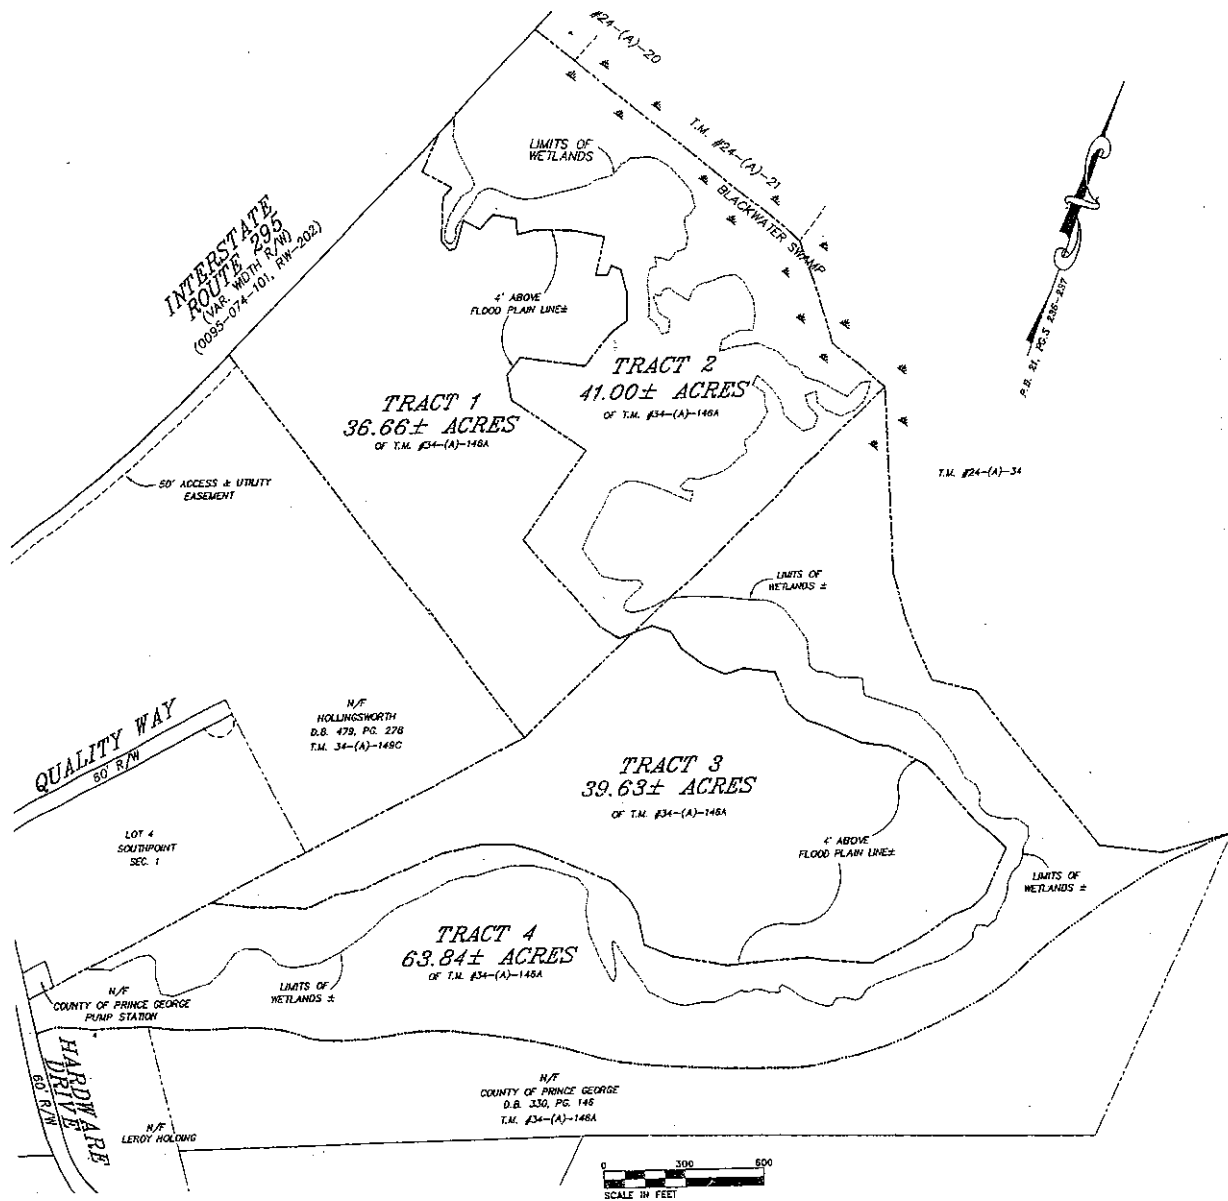 #24-(A)-20
T.M. #24-(A)-21
LIMITS OF
WETLANDS
BLACKWATER SWAMP
INTERSTATE
ROUTE 295
(VAR. WIDTH R/W)
(0095-074-101, RW-202)
4' ABOVE
FLOOD PLAIN LINE±
P.B. 21, PG.S 236-237
TRACT 2
41.00± ACRES
OF T.M. #34-(A)-146A
TRACT 1
36.66± ACRES
OF T.M. #34-(A)-146A
T.M. #24-(A)-34
50' ACCESS & UTILITY
EASEMENT
LIMITS OF
WETLANDS ±
N/F
HOLLINGSWORTH
D.B. 479, PG. 276
T.M. 34-(A)-149C
QUALITY WAY
60' R/W
TRACT 3
39.63± ACRES
OF T.M. #34-(A)-146A
LOT 4
SOUTHPOINT
SEC. 1
4' ABOVE
FLOOD PLAIN LINE±
LIMITS OF
WETLANDS ±
TRACT 4
63.84± ACRES
OF T.M. #34-(A)-146A
LIMITS OF
WETLANDS ±
N/F
COUNTY OF PRINCE GEORGE
PUMP STATION
HARDWARE
DRIVE
60' R/W
N/F
COUNTY OF PRINCE GEORGE
D.B. 330, PG. 146
T.M. #34-(A)-146A
N/F
LEROY HOLDING
0 300 600
SCALE IN FEET